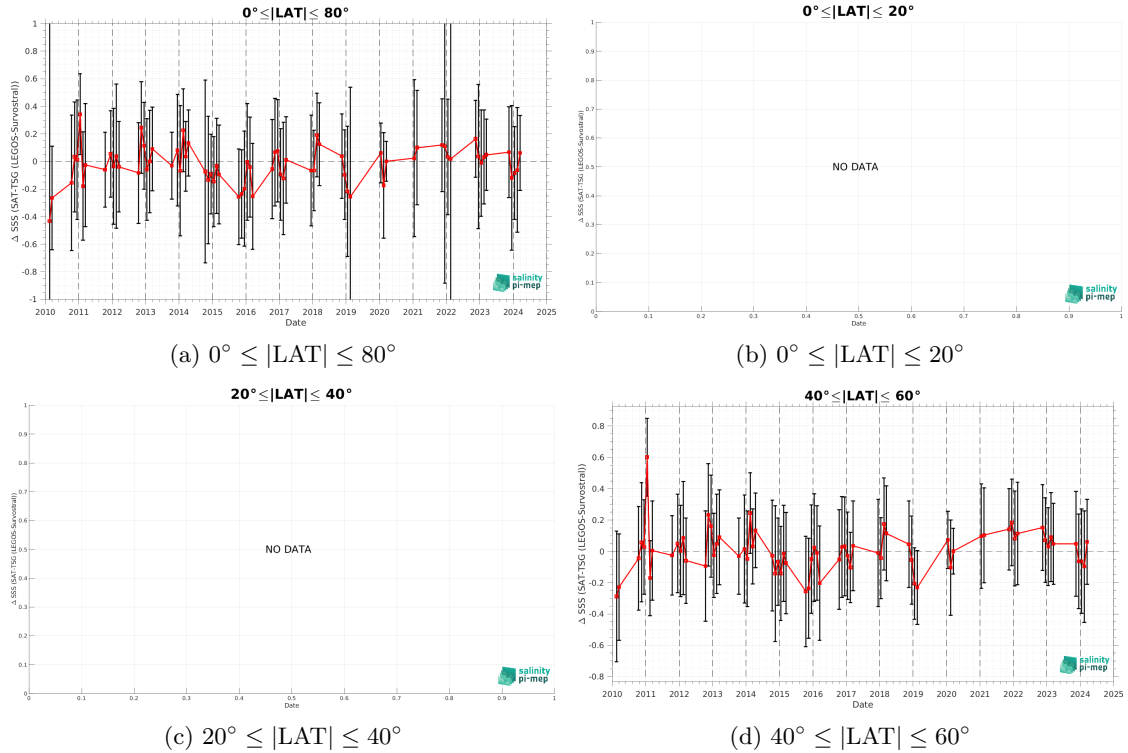 0°≤|LAT|≤ 80°
Δ SSS (SAT-TSG (LEGOS-Survostral))
1
0.8
0.6
0.4
0.2
0
-0.2
-0.4
-0.6
-0.8
-1
2010 2011 2012 2013 2014 2015 2016 2017 2018 2019 2020 2021 2022 2023 2024 2025
Date
salinity
pi-mep
(a) 0° ≤ |LAT| ≤ 80°
0°≤|LAT|≤ 20°
Δ SSS (SAT-TSG (LEGOS-Survostral))
1
0.9
0.8
0.7
0.6
0.5
0.4
0.3
0.2
0.1
0
NO DATA
0 0.1 0.2 0.3 0.4 0.5 0.6 0.7 0.8 0.9 1
Date
salinity
pi-mep
(b) 0° ≤ |LAT| ≤ 20°
20°≤|LAT|≤ 40°
Δ SSS (SAT-TSG (LEGOS-Survostral))
1
0.9
0.8
0.7
0.6
0.5
0.4
0.3
0.2
0.1
0
NO DATA
0 0.1 0.2 0.3 0.4 0.5 0.6 0.7 0.8 0.9 1
Date
salinity
pi-mep
(c) 20° ≤ |LAT| ≤ 40°
40°≤|LAT|≤ 60°
Δ SSS (SAT-TSG (LEGOS-Survostral))
0.8
0.6
0.4
0.2
0
-0.2
-0.4
-0.6
-0.8
2010 2011 2012 2013 2014 2015 2016 2017 2018 2019 2020 2021 2022 2023 2024 2025
Date
salinity
pi-mep
(d) 40° ≤ |LAT| ≤ 60°